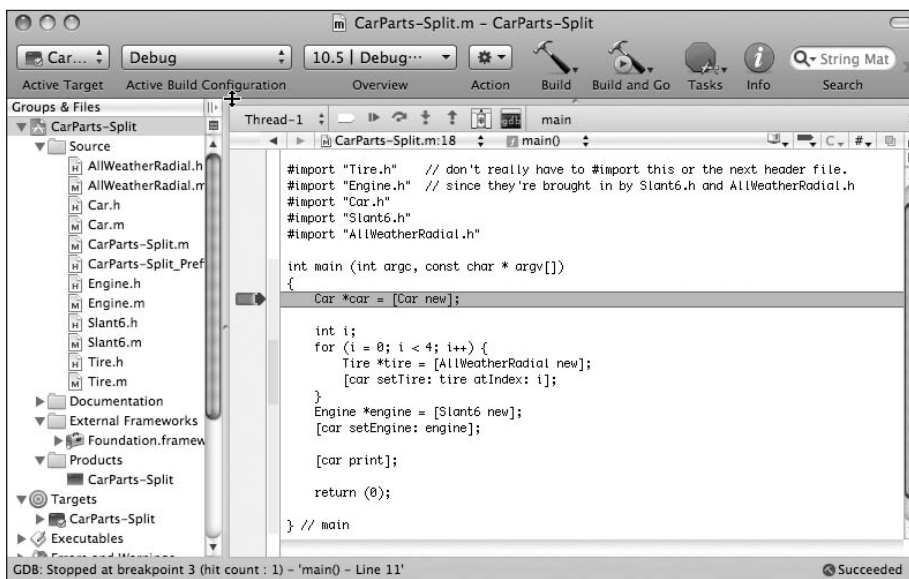 CarParts-Split.m – CarParts-Split
Car...
Debug
10.5 | Debug...
String Mat
Active Target
Active Build Configuration
Overview
Action
Build
Build and Go
Tasks
Info
Search
Groups & Files
CarParts-Split
Source
AllWeatherRadial.h
AllWeatherRadial.m
Car.h
Car.m
CarParts-Split.m
CarParts-Split_Pref
Engine.h
Engine.m
Slant6.h
Slant6.m
Tire.h
Tire.m
Documentation
External Frameworks
Foundation.framew
Products
CarParts-Split
Targets
CarParts-Split
Executables
Thread-1
gdb
main
CarParts-Split.m:18
main()
C, #,
#import "Tire.h" // don't really have to #import this or the next header file.
#import "Engine.h" // since they're brought in by Slant6.h and AllWeatherRadial.h
#import "Car.h"
#import "Slant6.h"
#import "AllWeatherRadial.h"
int main (int argc, const char * argv[])
{
Car *car = [Car new];
int i;
for (i = 0; i < 4; i++) {
Tire *tire = [AllWeatherRadial new];
[car setTire: tire atIndex: i];
}
Engine *engine = [Slant6 new];
[car setEngine: engine];
[car print];
return (0);
} // main
GDB: Stopped at breakpoint 3 (hit count : 1) – 'main() – Line 11'
Succeeded